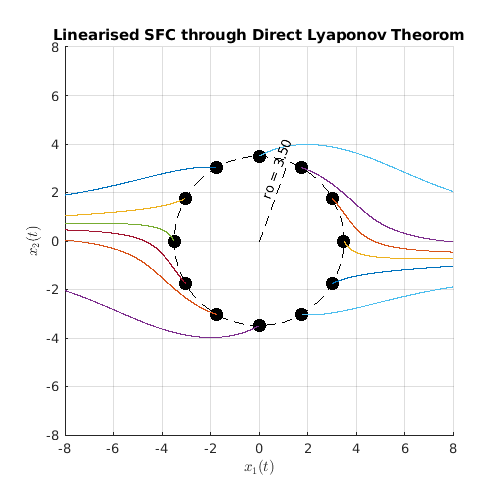 Linearised SFC through Direct Lyaponov Theorom
8
6
4
2
0
-2
-4
-6
-8
x₂(t)
ro = 3.50
-8 -6 -4 -2 0 2 4 6 8
x₁(t)